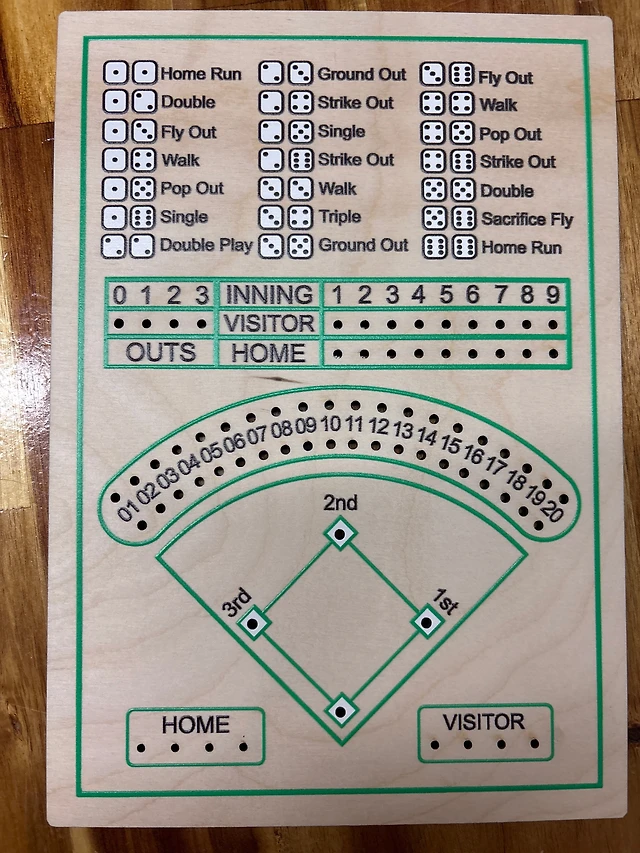 Home Run
Double
Fly Out
Walk
Pop Out
Single
Double Play
Ground Out
Strike Out
Single
Strike Out
Walk
Triple
Ground Out
Fly Out
Walk
Pop Out
Strike Out
Double
Sacrifice Fly
Home Run
0 1 2 3 INNING 1 2 3 4 5 6 7 8 9
VISITOR
OUTS HOME
01 02 03 04 05 06 07 08 09 10 11 12 13 14 15 16 17 18 19 20
2nd
3rd 1st
HOME VISITOR